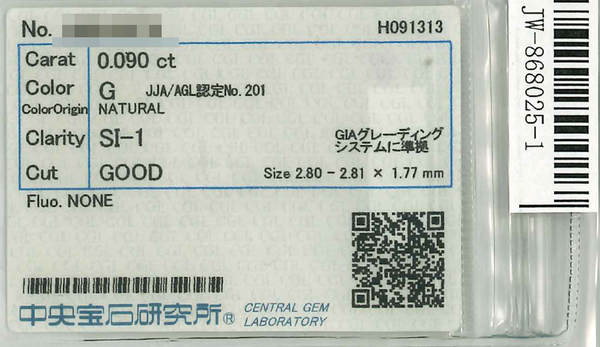 No. H091313
Carat 0.090 ct
Color G JJA/AGL認定No.201
ColorOrigin NATURAL
Clarity SI-1 GIAグレーディング
システムに準拠
Cut GOOD Size 2.80 - 2.81 × 1.77 mm
Fluo. NONE
中央宝石研究所® CENTRAL GEM
LABORATORY
JW-868025-1